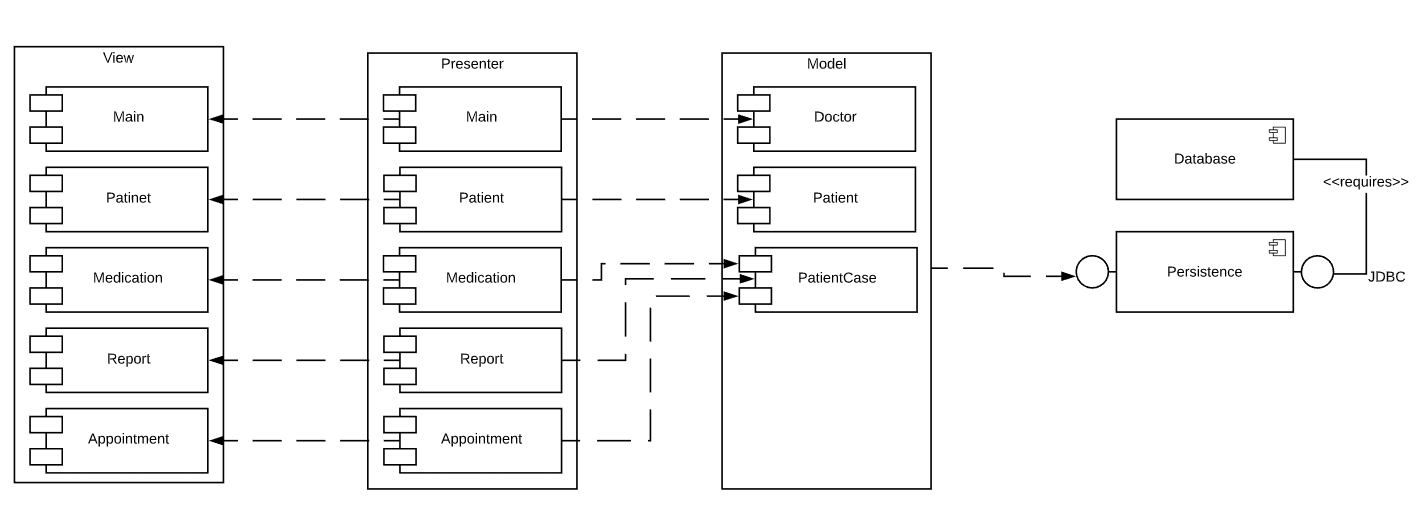 View
Main
Patinet
Medication
Report
Appointment
Presenter
Main
Patient
Medication
Report
Appointment
Model
Doctor
Patient
PatientCase
Database
<<requires>>
Persistence
JDBC